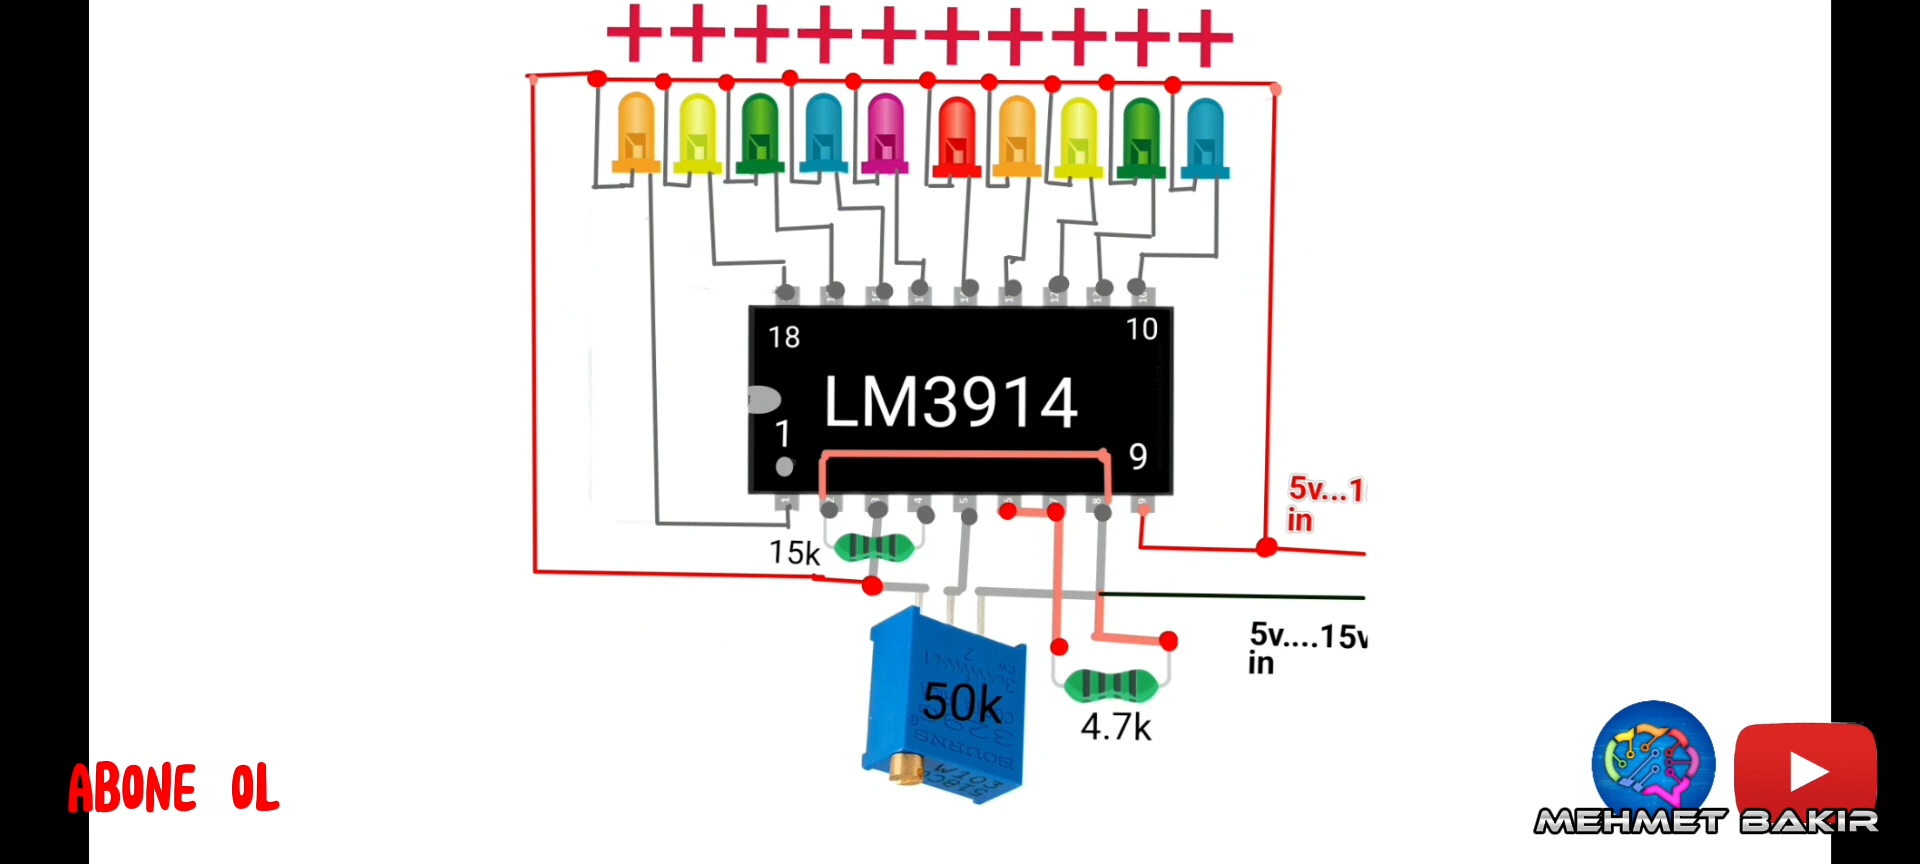 18
10
LM3914
1
9
5v...1
in
15k
5v....15v
in
50k
4.7k
BOURNS
ABONE OL
MEHMET BAKIR